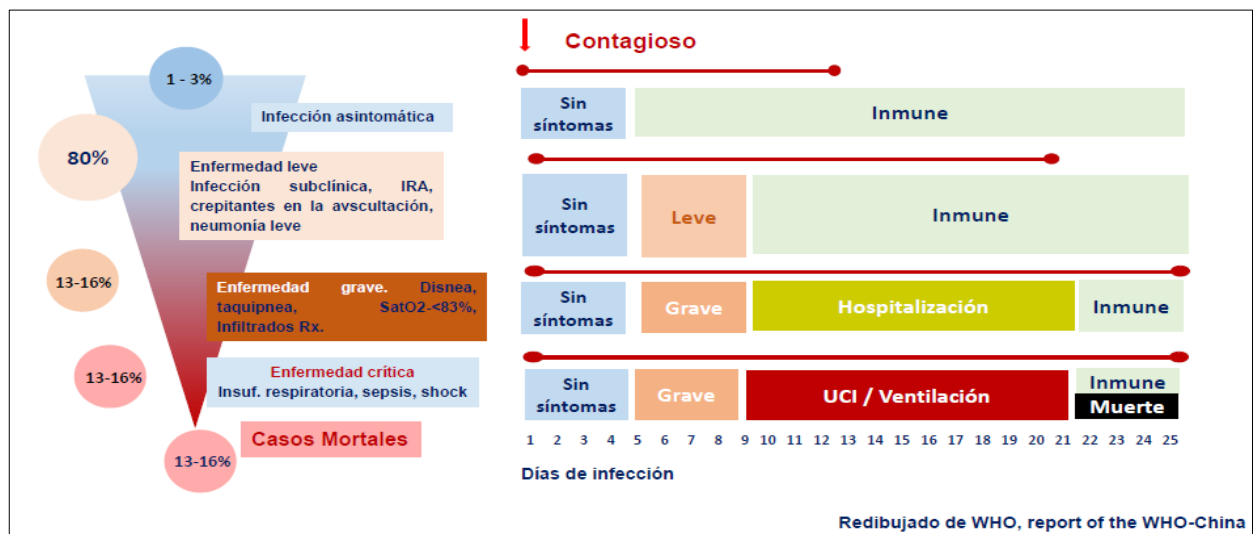 1 - 3%
Infección asintomática
80%
Enfermedad leve
Infección subclínica, IRA,
crepitantes en la avscultación,
neumonía leve
13-16%
Enfermedad grave. Disnea,
taquipnea, SatO2-<83%,
Infiltrados Rx.
13-16%
Enfermedad crítica
Insuf. respiratoria, sepsis, shock
Casos Mortales
13-16%
Contagioso
Sin
síntomas
Inmune
Sin
síntomas
Leve
Inmune
Sin
síntomas
Grave
Hospitalización
Inmune
Sin
síntomas
Grave
UCI / Ventilación
Inmune
Muerte
1 2 3 4 5 6 7 8 9 10 11 12 13 14 15 16 17 18 19 20 21 22 23 24 25
Días de infección
Redibujado de WHO, report of the WHO-China